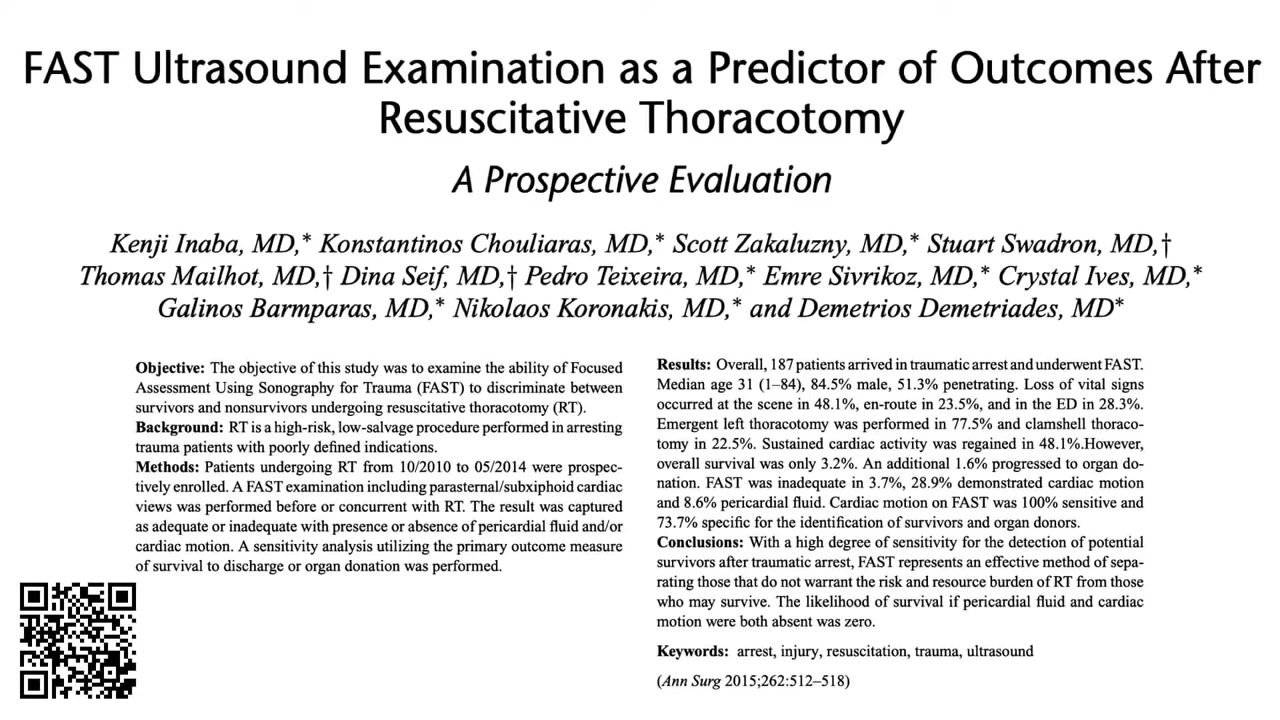 FAST Ultrasound Examination as a Predictor of Outcomes After
Resuscitative Thoracotomy
A Prospective Evaluation
Kenji Inaba, MD,* Konstantinos Chouliaras, MD,* Scott Zakaluzny, MD,* Stuart Swadron, MD,†
Thomas Mailhot, MD,† Dina Seif, MD,† Pedro Teixeira, MD,* Emre Sivrikoz, MD,* Crystal Ives, MD,*
Galinos Barmparas, MD,* Nikolaos Koronakis, MD,* and Demetrios Demetriades, MD*
Objective: The objective of this study was to examine the ability of Focused
Assessment Using Sonography for Trauma (FAST) to discriminate between
survivors and nonsurvivors undergoing resuscitative thoracotomy (RT).
Background: RT is a high-risk, low-salvage procedure performed in arresting
trauma patients with poorly defined indications.
Methods: Patients undergoing RT from 10/2010 to 05/2014 were prospec-
tively enrolled. A FAST examination including parasternal/subxiphoid cardiac
views was performed before or concurrent with RT. The result was captured
as adequate or inadequate with presence or absence of pericardial fluid and/or
cardiac motion. A sensitivity analysis utilizing the primary outcome measure
of survival to discharge or organ donation was performed.
Results: Overall, 187 patients arrived in traumatic arrest and underwent FAST.
Median age 31 (1–84), 84.5% male, 51.3% penetrating. Loss of vital signs
occurred at the scene in 48.1%, en-route in 23.5%, and in the ED in 28.3%.
Emergent left thoracotomy was performed in 77.5% and clamshell thoraco-
tomy in 22.5%. Sustained cardiac activity was regained in 48.1%.However,
overall survival was only 3.2%. An additional 1.6% progressed to organ do-
nation. FAST was inadequate in 3.7%, 28.9% demonstrated cardiac motion
and 8.6% pericardial fluid. Cardiac motion on FAST was 100% sensitive and
73.7% specific for the identification of survivors and organ donors.
Conclusions: With a high degree of sensitivity for the detection of potential
survivors after traumatic arrest, FAST represents an effective method of sepa-
rating those that do not warrant the risk and resource burden of RT from those
who may survive. The likelihood of survival if pericardial fluid and cardiac
motion were both absent was zero.
Keywords: arrest, injury, resuscitation, trauma, ultrasound
(Ann Surg 2015;262:512–518)